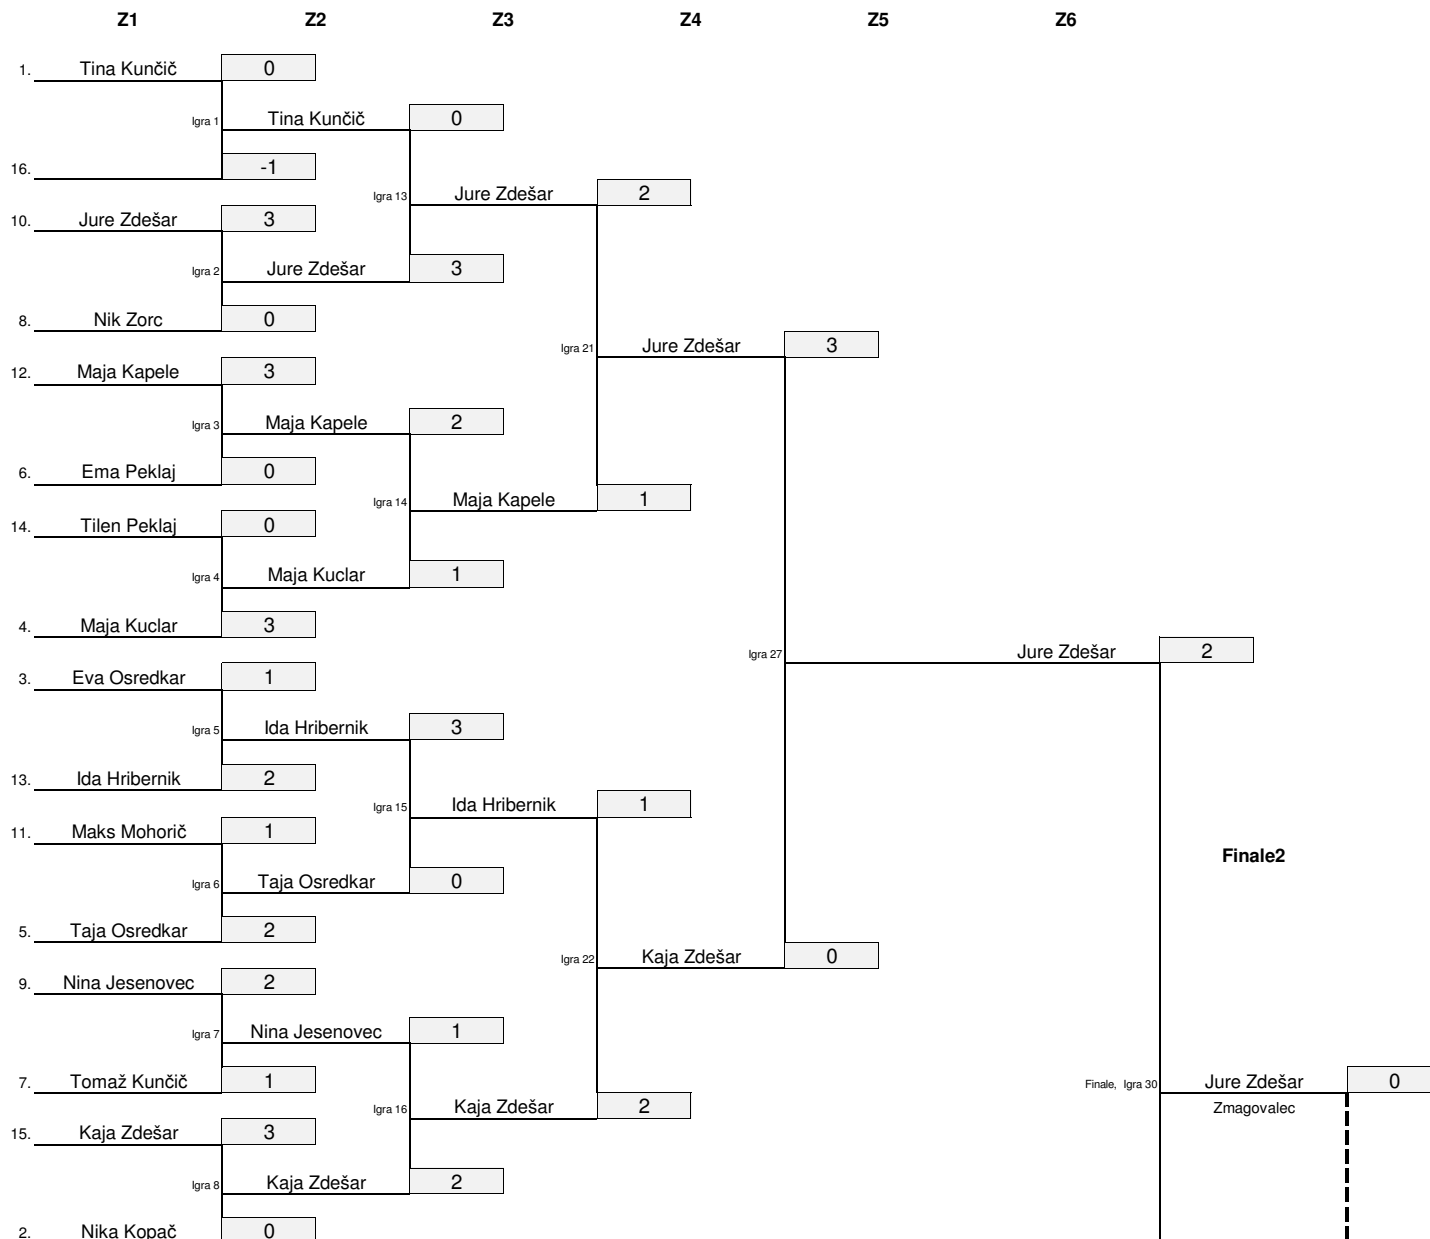 Z1 Z2 Z3 Z4 Z5 Z6
1. Tina Kunčič 0
Igra 1 Tina Kunčič 0
16. -1
Igra 13 Jure Zdešar 2
10. Jure Zdešar 3
Igra 2 Jure Zdešar 3
8. Nik Zorc 0
Igra 21 Jure Zdešar 3
12. Maja Kapele 3
Igra 3 Maja Kapele 2
6. Ema Peklaj 0
Igra 14 Maja Kapele 1
14. Tilen Peklaj 0
Igra 4 Maja Kuclar 1
4. Maja Kuclar 3
Igra 27 Jure Zdešar 2
3. Eva Osredkar 1
Igra 5 Ida Hribernik 3
13. Ida Hribernik 2
Igra 15 Ida Hribernik 1
11. Maks Mohorič 1
Finale2
Igra 6 Taja Osredkar 0
5. Taja Osredkar 2
Igra 22 Kaja Zdešar 0
9. Nina Jesenovec 2
Igra 7 Nina Jesenovec 1
7. Tomaž Kunčič 1
Finale, Igra 30 Jure Zdešar 0
Igra 16 Kaja Zdešar 2
Zmagovalec
15. Kaja Zdešar 3
Igra 8 Kaja Zdešar 2
2. Nika Kopač 0